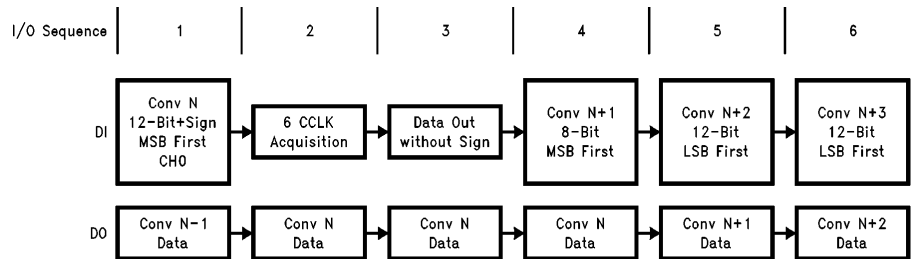 I/O Sequence 1 2 3 4 5 6
DI
Conv N
12-Bit+Sign
MSB First
CH0
6 CCLK
Acquisition
Data Out
without Sign
Conv N+1
8-Bit
MSB First
Conv N+2
12-Bit
LSB First
Conv N+3
12-Bit
LSB First
DO
Conv N-1
Data
Conv N
Data
Conv N
Data
Conv N
Data
Conv N+1
Data
Conv N+2
Data